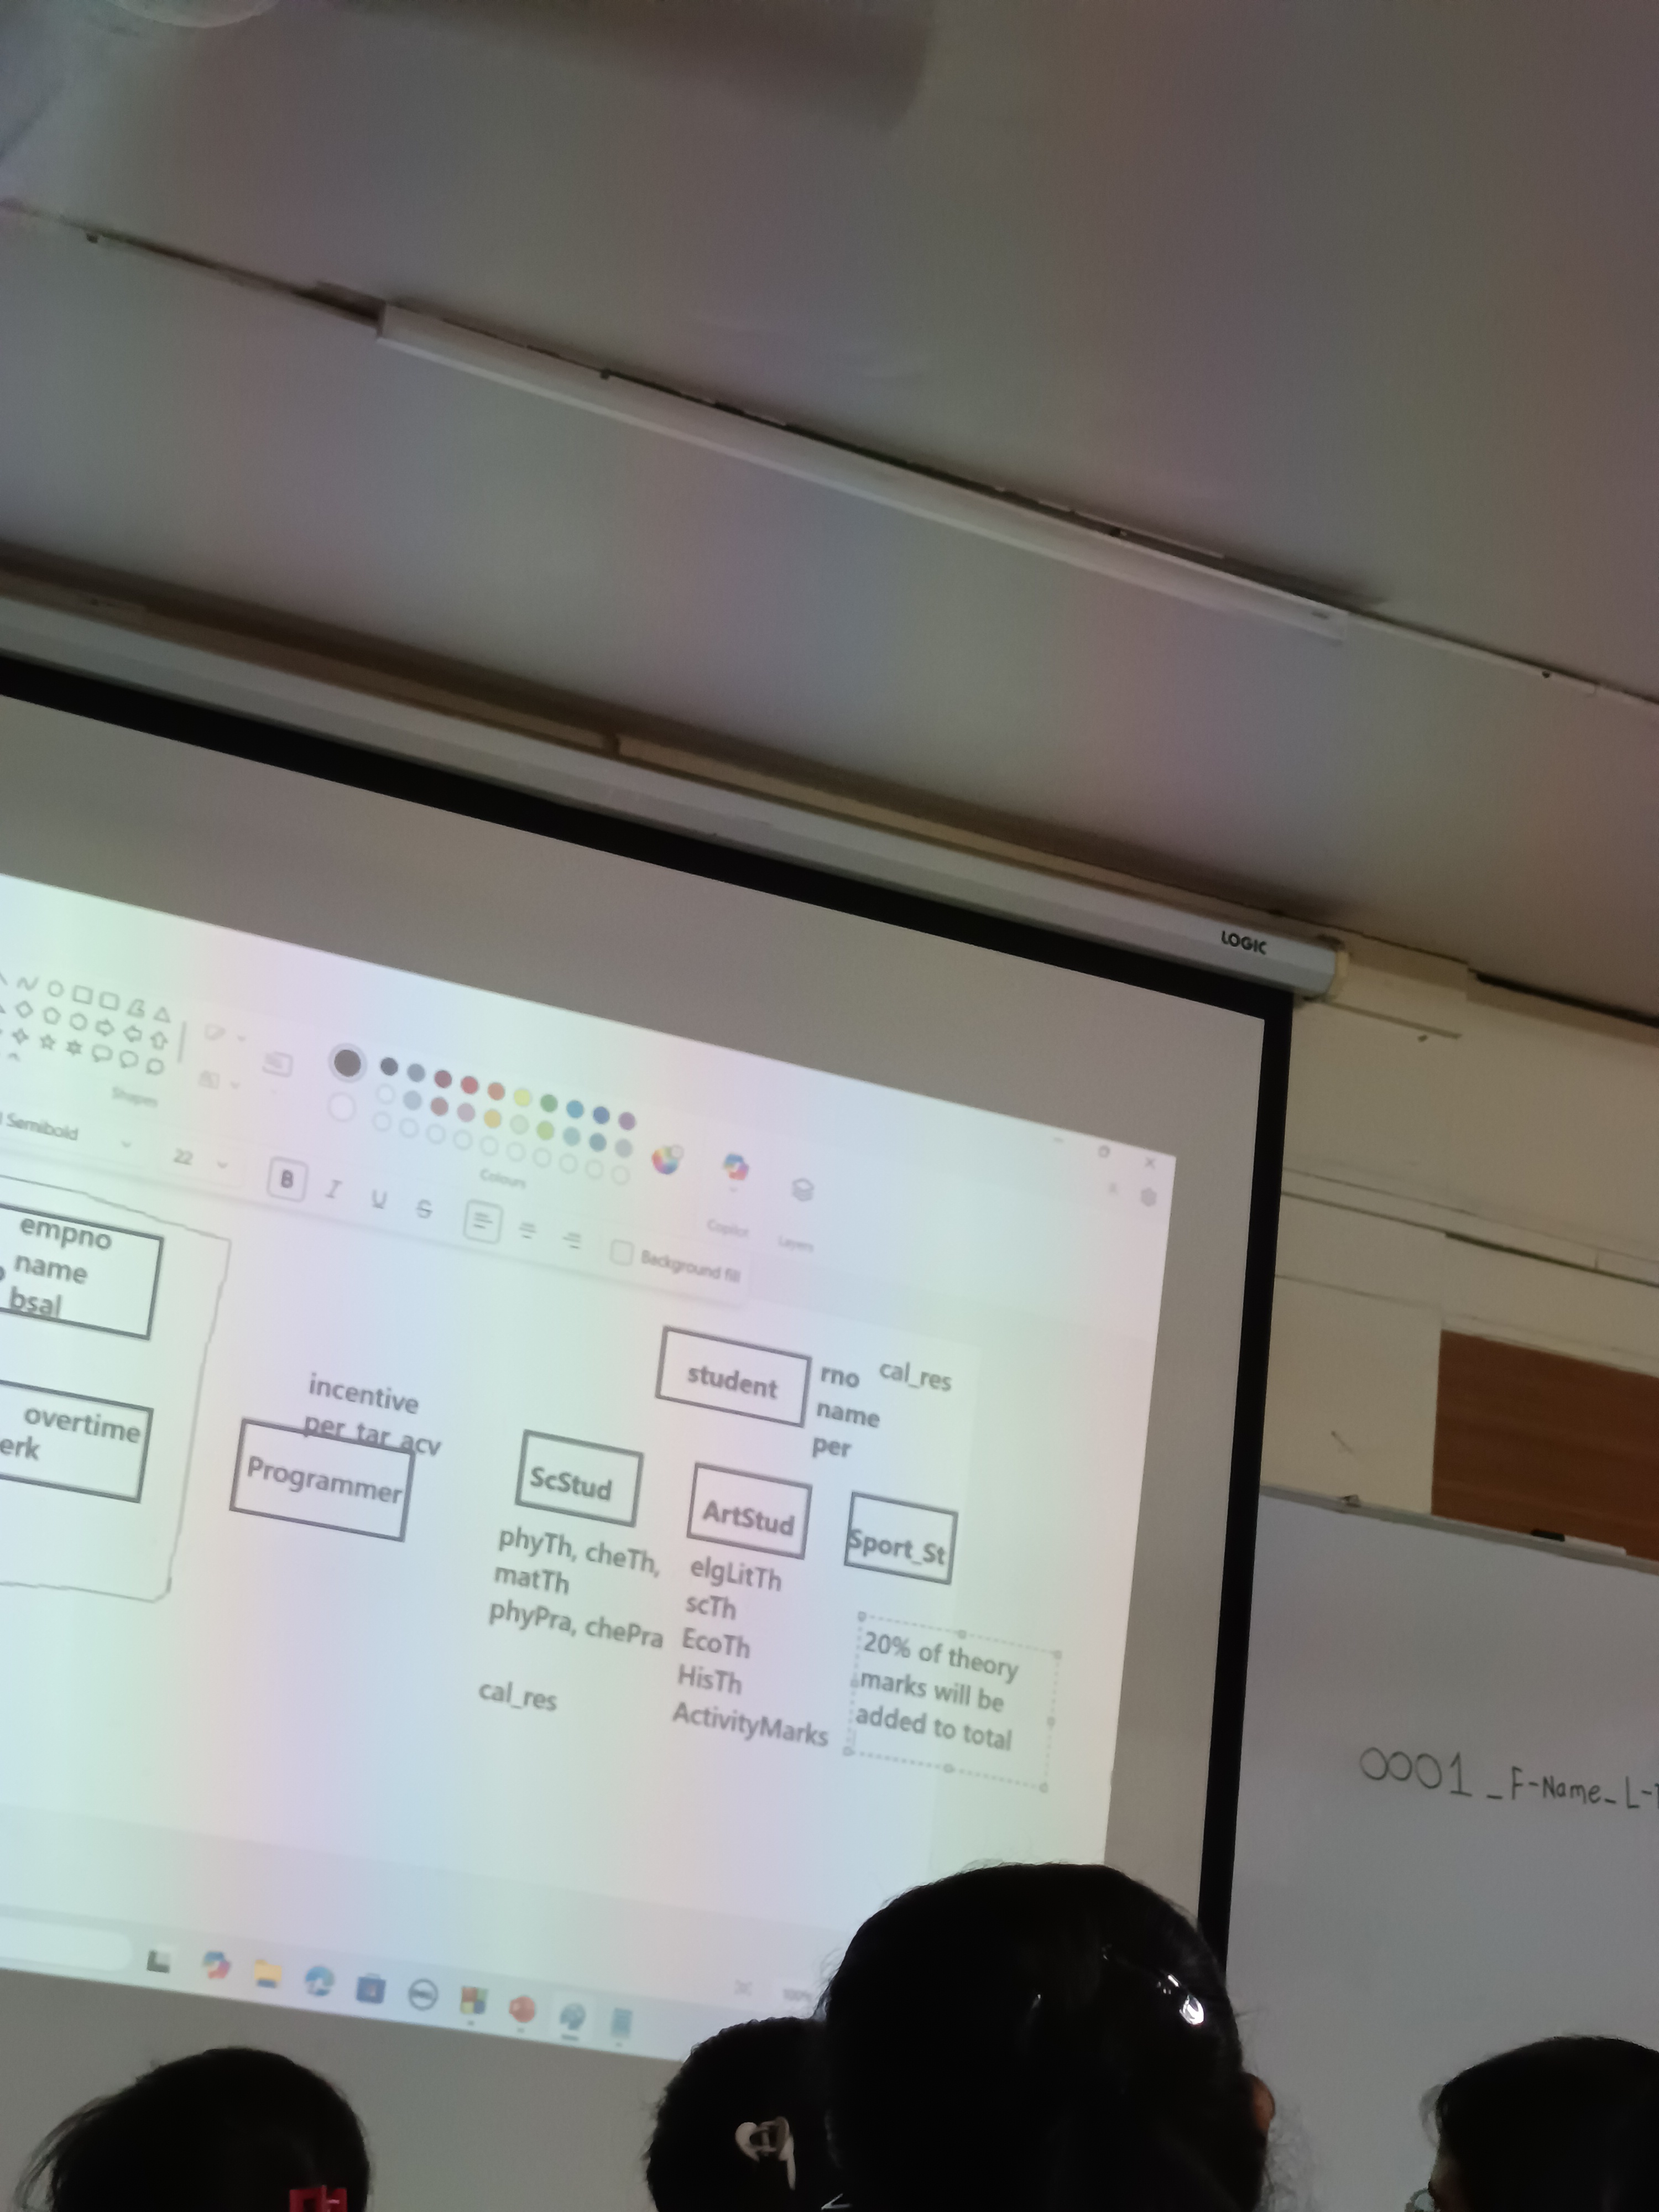 LOGIC
Shapes
Semibold
22
B I U S
Colours
Copilot
Layers
Background fill
empno
name
bsal
overtime
erk
incentive
per_tar_acv
Programmer
student
rno cal_res
name
per
ScStud
phyTh, cheTh,
matTh
phyPra, chePra
cal_res
ArtStud
elgLitTh
scTh
EcoTh
HisTh
ActivityMarks
Sport_St
20% of theory
marks will be
added to total
0001_F-Name_L-